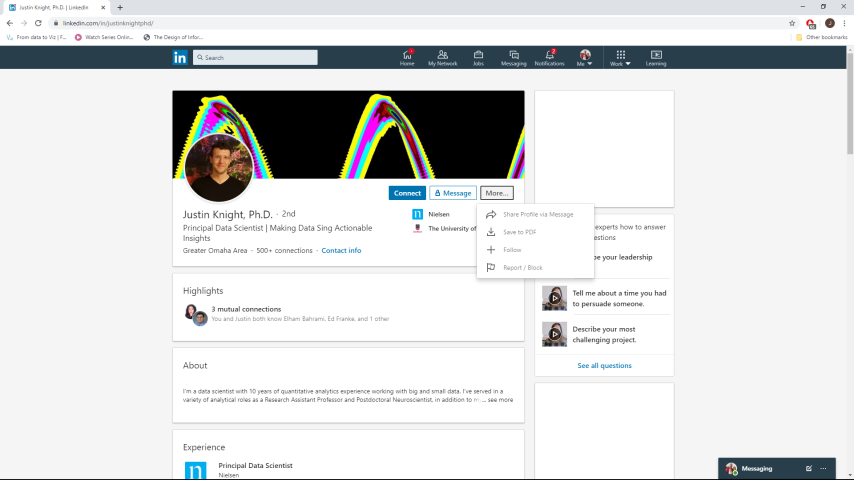 Justin Knight, Ph.D. | LinkedIn
linkedin.com/in/justinknightphd/
From data to Viz | F...
Watch Series Onlin...
The Design of Infor...
Other bookmarks
in
Search
Home
My Network
Jobs
Messaging
2
Notifications
Me
Work
Learning
Connect
Message
More...
Justin Knight, Ph.D. · 2nd
Principal Data Scientist | Making Data Sing Actionable
Insights
Greater Omaha Area · 500+ connections · Contact info
Nielsen
The University of
Share Profile via Message
Save to PDF
Follow
Report / Block
experts how to answer
estions
be your leadership
Tell me about a time you had
to persuade someone.
Describe your most
challenging project.
See all questions
Highlights
3 mutual connections
You and Justin both know Elham Bahrami, Ed Franke, and 1 other
About
I'm a data scientist with 10 years of quantitative analytics experience working with big and small data. I've served in a
variety of analytical roles as a Research Assistant Professor and Postdoctoral Neuroscientist, in addition to ... see more
Experience
Principal Data Scientist
Nielsen
Messaging